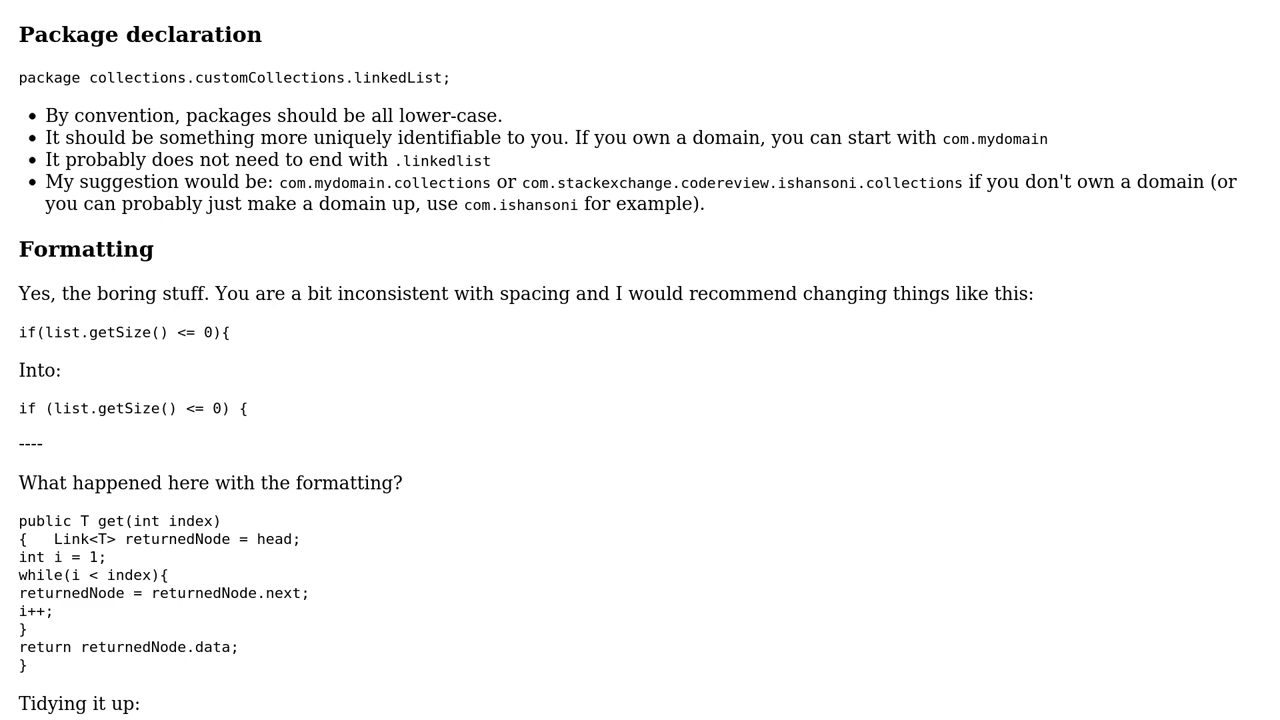 Package declaration
package collections.customCollections.linkedList;
• By convention, packages should be all lower-case.
• It should be something more uniquely identifiable to you. If you own a domain, you can start with com.mydomain
• It probably does not need to end with .linkedlist
• My suggestion would be: com.mydomain.collections or com.stackexchange.codereview.ishansoni.collections if you don't own a domain (or
you can probably just make a domain up, use com.ishansoni for example).
Formatting
Yes, the boring stuff. You are a bit inconsistent with spacing and I would recommend changing things like this:
if(list.getSize() <= 0){
Into:
if (list.getSize() <= 0) {
----
What happened here with the formatting?
public T get(int index)
{   Link<T> returnedNode = head;
int i = 1;
while(i < index){
returnedNode = returnedNode.next;
i++;
}
return returnedNode.data;
}
Tidying it up: